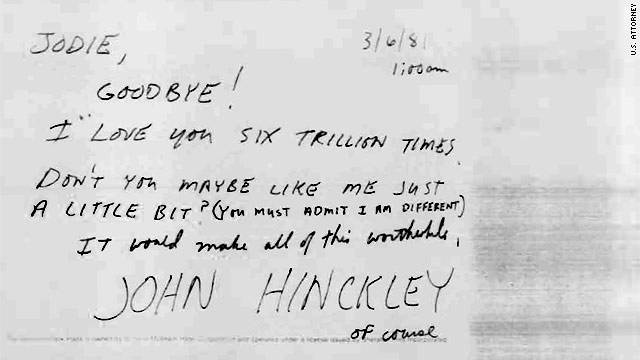 3/6/81
1:00am
JODIE,
GOODBYE!
I LOVE YOU SIX TRILLION TIMES.
DON'T YOU MAYBE LIKE ME JUST
A LITTLE BIT? (YOU MUST ADMIT I AM DIFFERENT)
IT would make all of this worthwhile.
JOHN HINCKLEY
of course
U.S. ATTORNEY